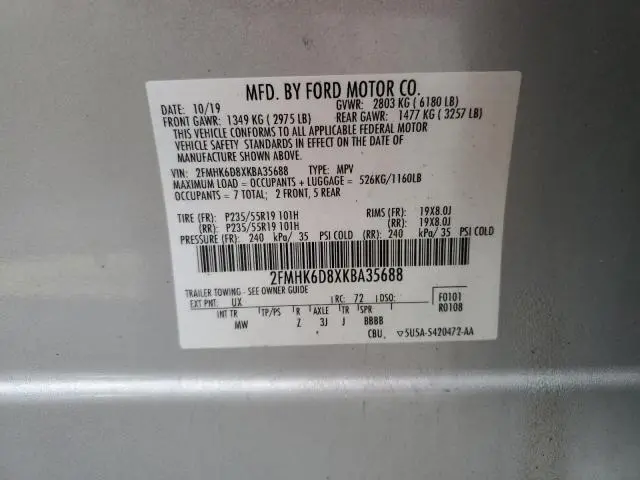 MFD. BY FORD MOTOR CO.
DATE: 10/19 GVWR: 2803 KG ( 6180 LB)
FRONT GAWR: 1349 KG ( 2975 LB) REAR GAWR: 1477 KG ( 3257 LB)
THIS VEHICLE CONFORMS TO ALL APPLICABLE FEDERAL MOTOR
VEHICLE SAFETY STANDARDS IN EFFECT ON THE DATE OF
MANUFACTURE SHOWN ABOVE.
VIN: 2FMHK6D8XKBA35688 TYPE: MPV
MAXIMUM LOAD = OCCUPANTS + LUGGAGE = 526KG/1160LB
OCCUPANTS = 7 TOTAL; 2 FRONT, 5 REAR
TIRE (FR): P235/55R19 101H RIMS (FR): 19X8.0J
(RR): P235/55R19 101H (RR): 19X8.0J
PRESSURE (FR): 240 kPa/ 35 PSI COLD (RR): 240 kPa/ 35 PSI COLD
2FMHK6D8XKBA35688
TRAILER TOWING - SEE OWNER GUIDE
EXT PNT: UX RC: 72 DSO: F0101
INT TR TP/PS R AXLE TR SPR R0108
MW Z 3J J BBBB
CBU ▽5U5A-5420472-AA